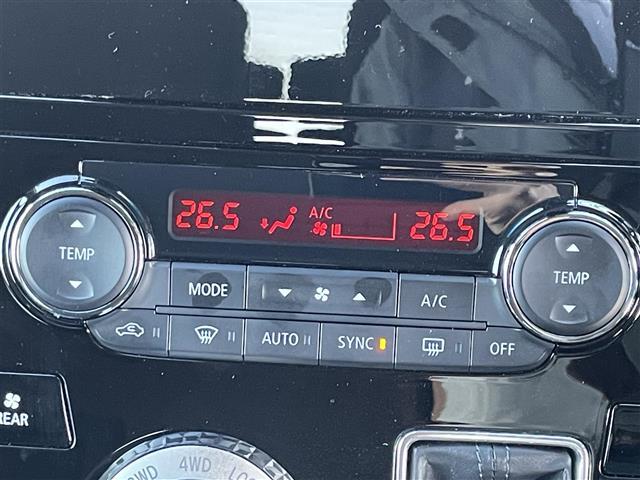 26.5 A/C 26.5
TEMP
TEMP
MODE
A/C
AUTO SYNC OFF
REAR
4WD